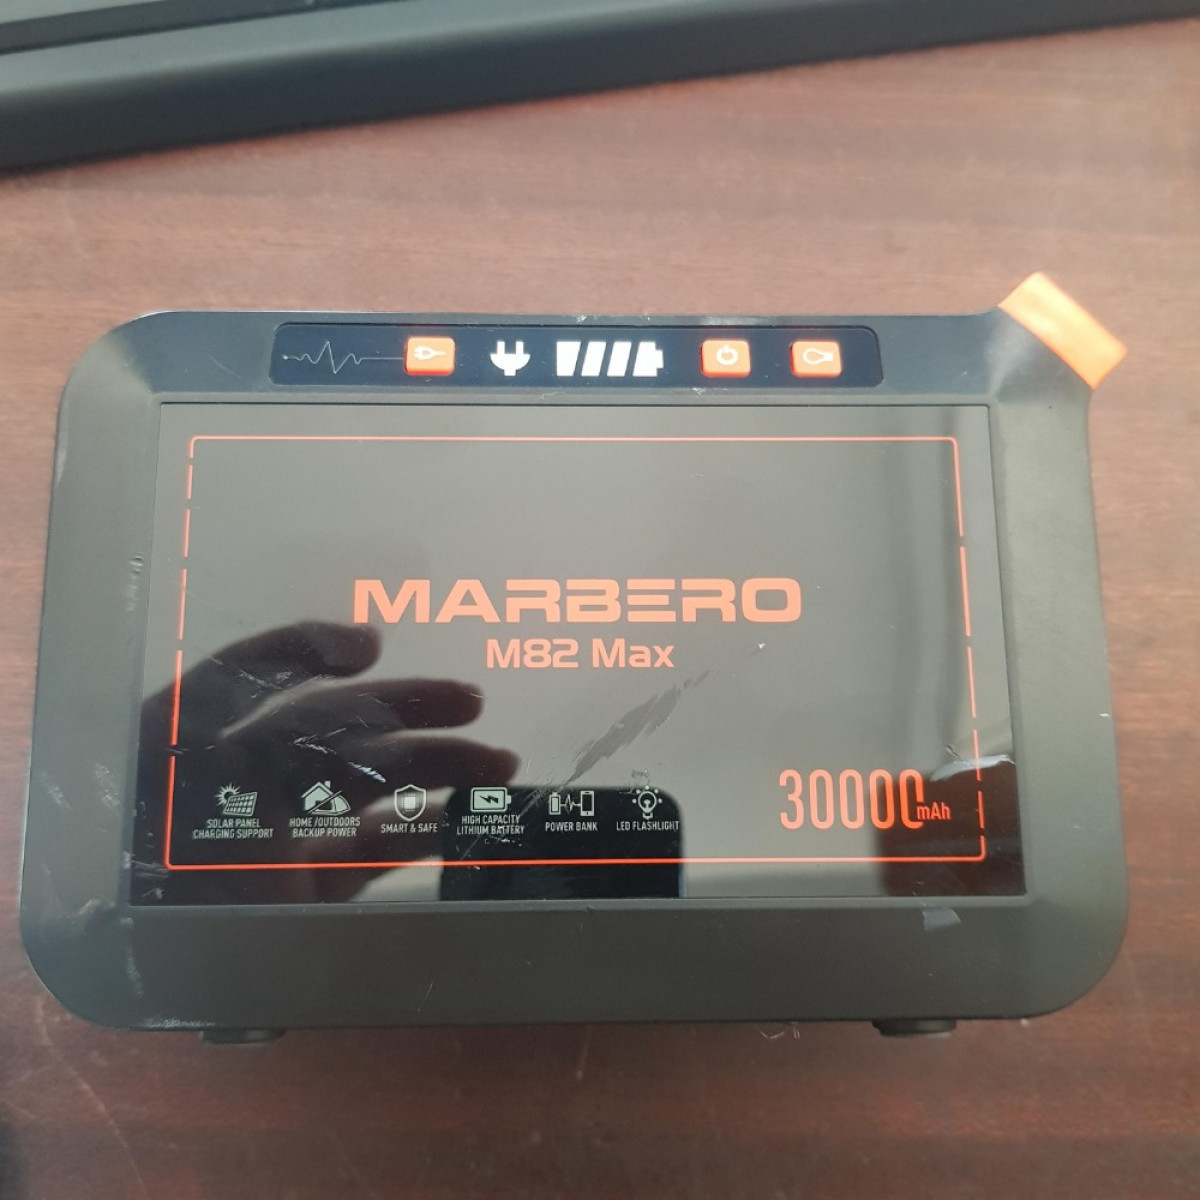 MARBERO
M82 Max
30000mAh
SOLAR PANEL
CHARGING SUPPORT
HOME/OUTDOORS
BACKUP POWER
SMART & SAFE
HIGH CAPACITY
LITHIUM BATTERY
POWER BANK
LED FLASHLIGHT